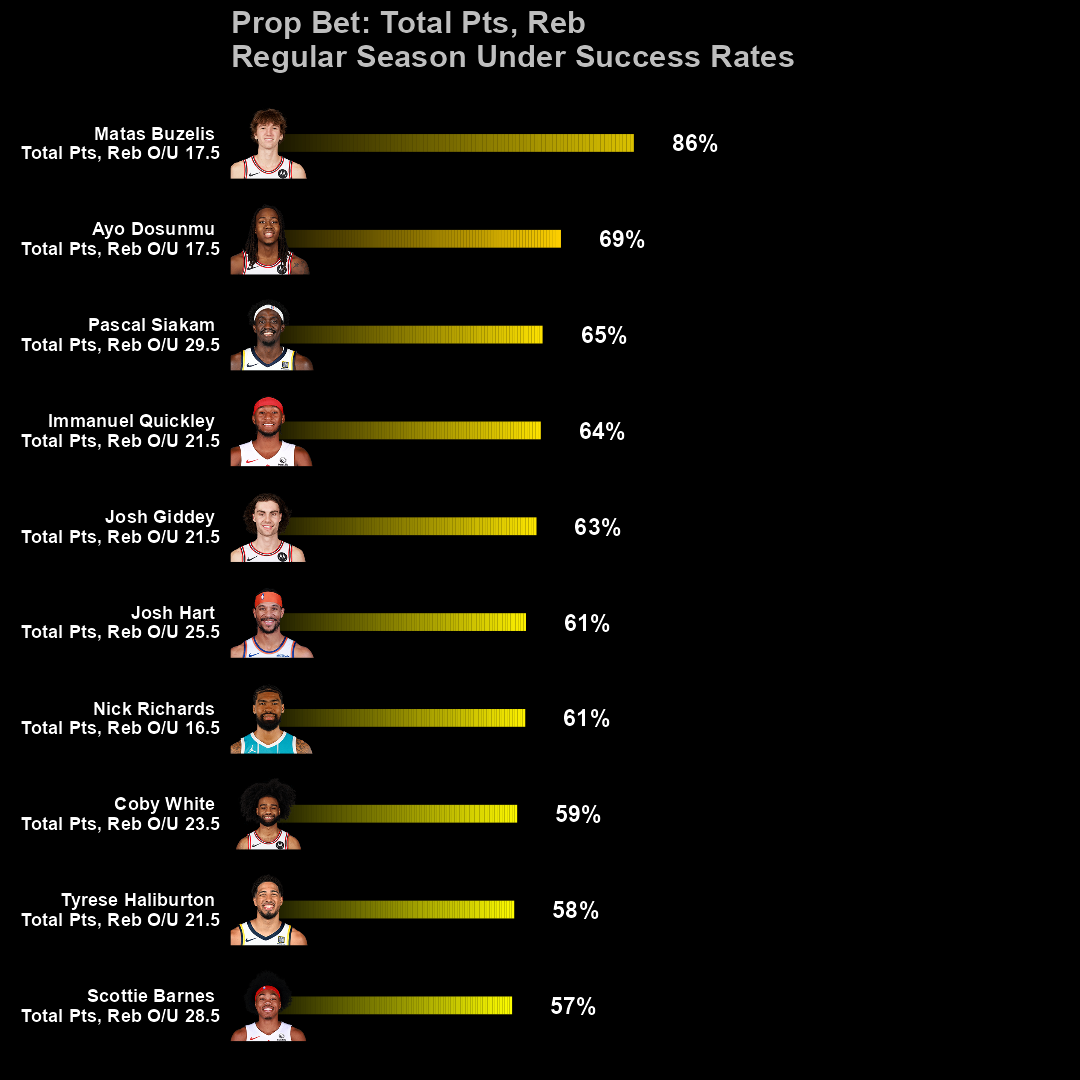 Prop Bet: Total Pts, Reb
Regular Season Under Success Rates
Matas Buzelis
Total Pts, Reb O/U 17.5
86%
Ayo Dosunmu
Total Pts, Reb O/U 17.5
69%
Pascal Siakam
Total Pts, Reb O/U 29.5
65%
Immanuel Quickley
Total Pts, Reb O/U 21.5
64%
Josh Giddey
Total Pts, Reb O/U 21.5
63%
Josh Hart
Total Pts, Reb O/U 25.5
61%
Nick Richards
Total Pts, Reb O/U 16.5
61%
Coby White
Total Pts, Reb O/U 23.5
59%
Tyrese Haliburton
Total Pts, Reb O/U 21.5
58%
Scottie Barnes
Total Pts, Reb O/U 28.5
57%